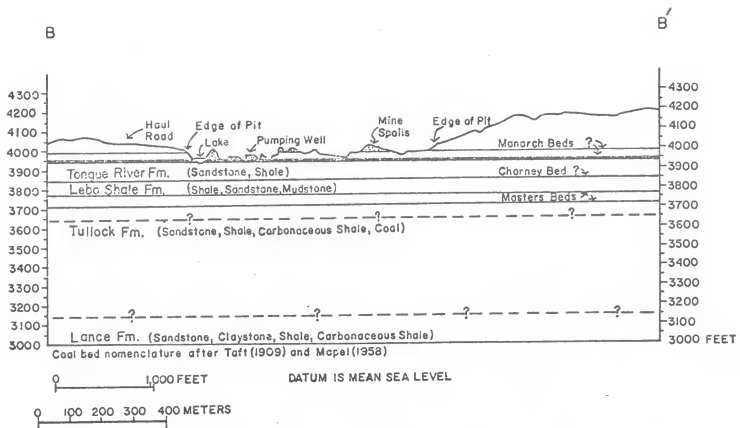 B B′
4300 4300
4200 4200
4100 Haul Road Edge of Pit Lake Pumping Well Mine Spoils Edge of Pit 4100
4000 Manarch Beds ? 4000
3900 Tongue River Fm. (Sandstone, Shale) Charney Bed ? 3900
3800 Lebo Shale Fm. (Shale, Sandstone, Mudstone) 3800
3700 Masters Beds ? 3700
? ? ?
3600 Tullock Fm. (Sandstone, Shale, Carbonaceous Shale, Coal) 3600
3500 3500
3400 3400
3300 3300
3200 3200
? ? ? ?
3100 3100
3000 Lance Fm. (Sandstone, Claystone, Shale, Carbonaceous Shale) 3000 FEET
Coal bed nomenclature after Taft (1909) and Mapel (1958)
0 1,000 FEET DATUM IS MEAN SEA LEVEL
0 100 200 300 400 METERS